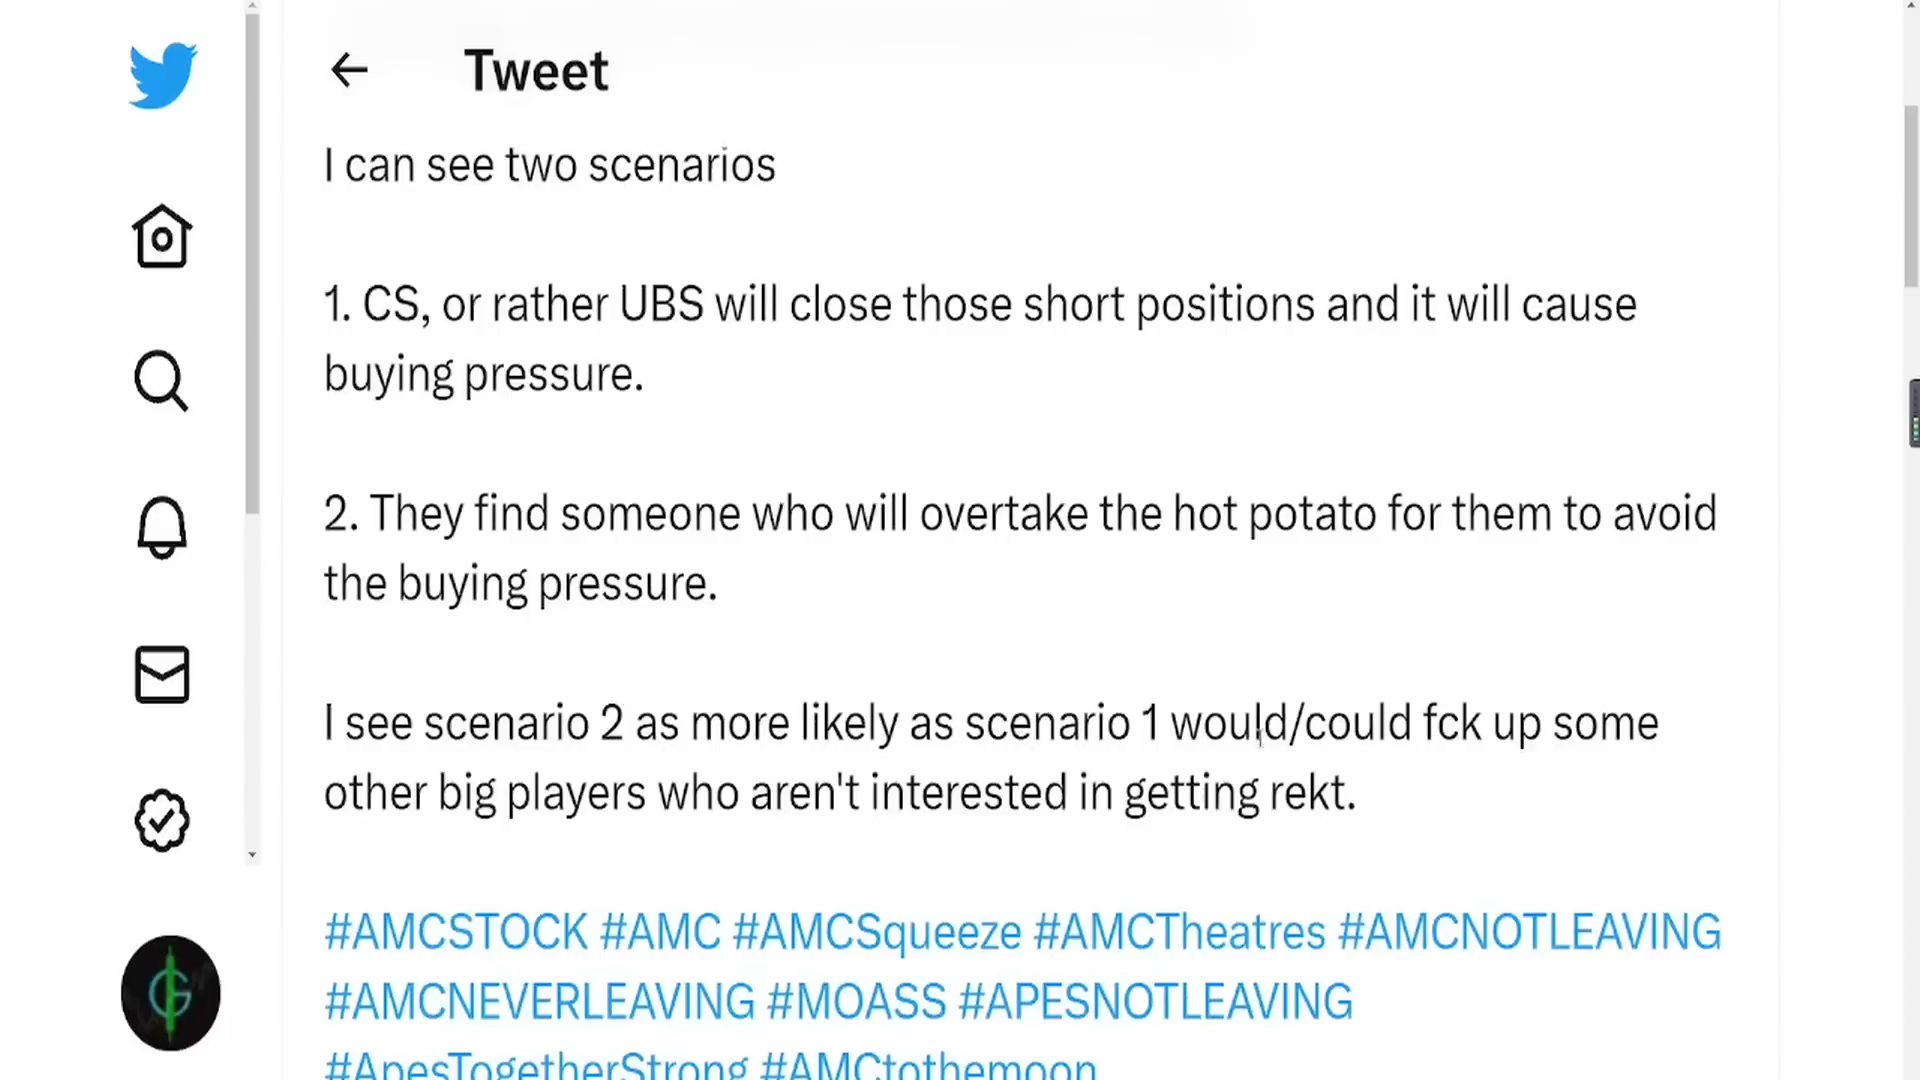 Tweet
I can see two scenarios
1. CS, or rather UBS will close those short positions and it will cause
buying pressure.
2. They find someone who will overtake the hot potato for them to avoid
the buying pressure.
I see scenario 2 as more likely as scenario 1 would/could fck up some
other big players who aren't interested in getting rekt.
#AMCSTOCK #AMC #AMCSqueeze #AMCTheatres #AMCNOTLEAVING
#AMCNEVERLEAVING #MOASS #APESNOTLEAVING
#ApesTogetherStrong #AMCtothemoon